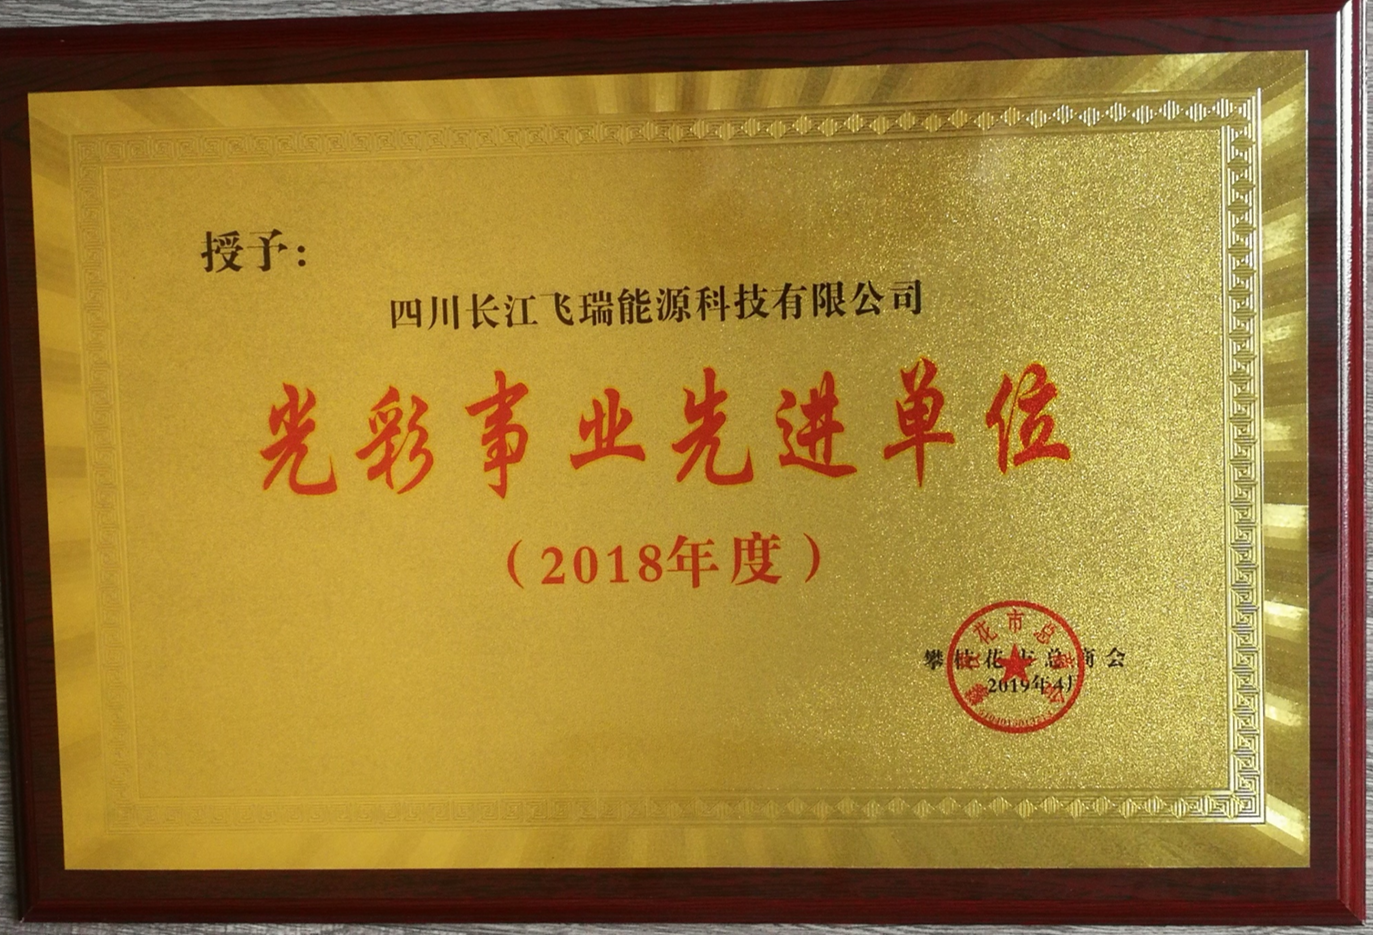 授予：
四川长江飞瑞能源科技有限公司
光彩事业先进单位
（2018年度）
攀枝花市总商会
2019年4月